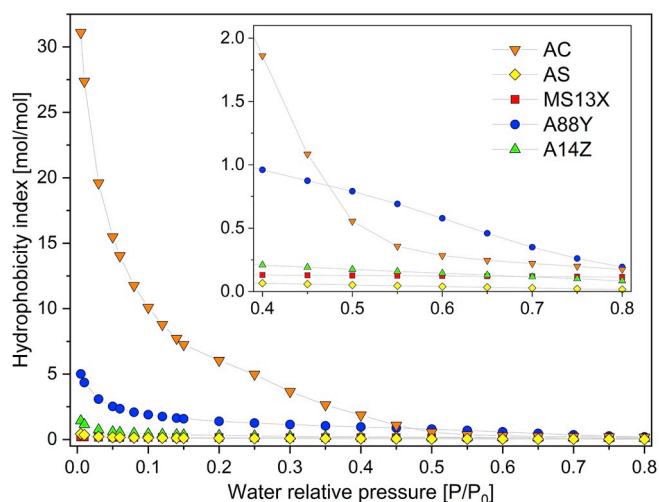 Hydrophobicity index [mol/mol]
30
25
20
15
10
5
0
2.0
1.5
1.0
0.5
0.0
AC
AS
MS13X
A88Y
A14Z
0.4 0.5 0.6 0.7 0.8
0.0 0.1 0.2 0.3 0.4 0.5 0.6 0.7 0.8
Water relative pressure [P/P₀]